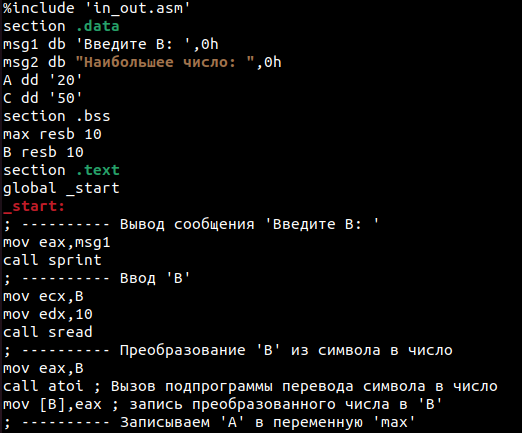 %include 'in_out.asm'
section .data
msg1 db 'Введите B: ',0h
msg2 db "Наибольшее число: ",0h
A dd '20'
C dd '50'
section .bss
max resb 10
B resb 10
section .text
global _start
_start:
; ---------- Вывод сообщения 'Введите B: '
mov eax,msg1
call sprint
; ---------- Ввод 'B'
mov ecx,B
mov edx,10
call sread
; ---------- Преобразование 'B' из символа в число
mov eax,B
call atoi ; Вызов подпрограммы перевода символа в число
mov [B],eax ; запись преобразованного числа в 'B'
; ---------- Записываем 'A' в переменную 'max'